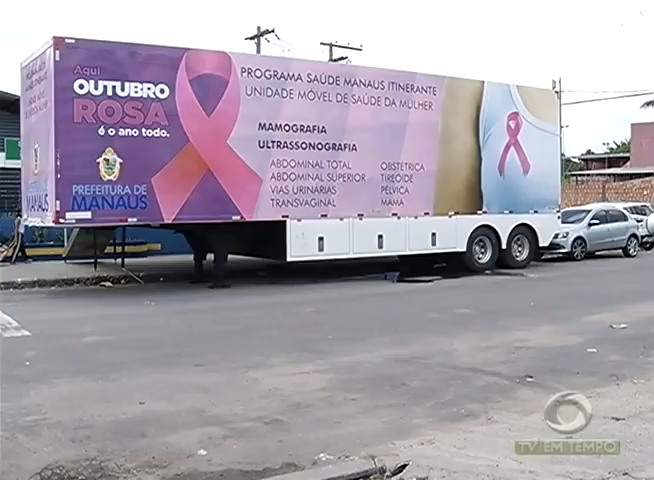 Aqui
OUTUBRO
ROSA
é o ano todo.
PREFEITURA DE
MANAUS
PROGRAMA SAÚDE MANAUS ITINERANTE
UNIDADE MÓVEL DE SAÚDE DA MULHER
MAMOGRAFIA
ULTRASSONOGRAFIA
ABDOMINAL TOTAL
ABDOMINAL SUPERIOR
VIAS URINÁRIAS
TRANSVAGINAL
OBSTÉTRICA
TIREÓIDE
PÉLVICA
MAMA
MANAUS
TV EM TEMPO